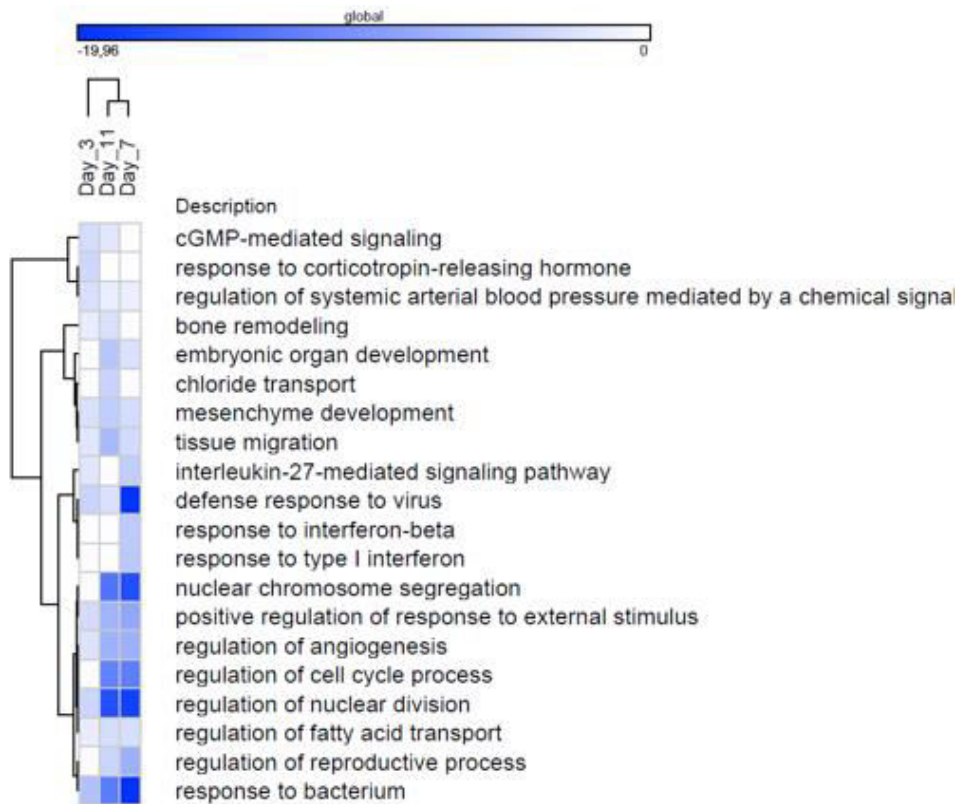 global
-19,96 0
Day_3
Day_11
Day_7
Description
cGMP-mediated signaling
response to corticotropin-releasing hormone
regulation of systemic arterial blood pressure mediated by a chemical signal
bone remodeling
embryonic organ development
chloride transport
mesenchyme development
tissue migration
interleukin-27-mediated signaling pathway
defense response to virus
response to interferon-beta
response to type I interferon
nuclear chromosome segregation
positive regulation of response to external stimulus
regulation of angiogenesis
regulation of cell cycle process
regulation of nuclear division
regulation of fatty acid transport
regulation of reproductive process
response to bacterium